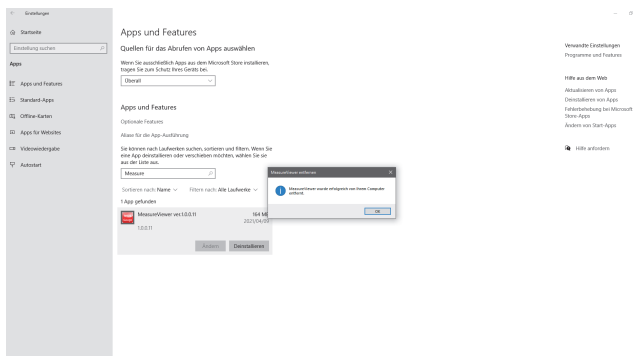 Einstellungen
Startseite
Einstellung suchen
Apps
Apps und Features
Standard-Apps
Offline-Karten
Apps für Websites
Videowiedergabe
Autostart
Apps und Features
Quellen für das Abrufen von Apps auswählen
Wenn Sie ausschließlich Apps aus dem Microsoft Store installieren,
tragen Sie zum Schutz Ihres Geräts bei.
Überall
Apps und Features
Optionale Features
Aliase für die App-Ausführung
Sie können nach Laufwerken suchen, sortieren und filtern. Wenn Sie
eine App deinstallieren oder verschieben möchten, wählen Sie sie
aus der Liste aus.
Measure
Sortieren nach: Name
Filtern nach: Alle Laufwerke
1 App gefunden
MeasureViewer ver.1.0.0.11
164 MB
2021/04/03
1.0.0.11
Ändern
Deinstallieren
MeasureViewer entfernen
MeasureViewer wurde erfolgreich von Ihrem Computer
entfernt.
OK
Verwandte Einstellungen
Programme und Features
Hilfe aus dem Web
Aktualisieren von Apps
Deinstallieren von Apps
Fehlerbehebung bei Microsoft
Store-Apps
Ändern von Start-Apps
Hilfe anfordern